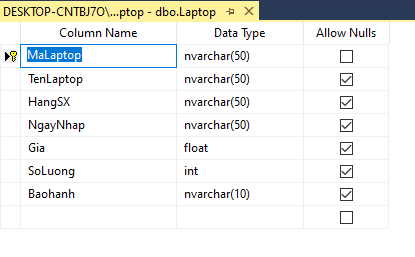 DESKTOP-CNTBJ7O\...ptop - dbo.Laptop
Column Name Data Type Allow Nulls
MaLaptop nvarchar(50)
TenLaptop nvarchar(50)
HangSX nvarchar(50)
NgayNhap nvarchar(50)
Gia float
SoLuong int
Baohanh nvarchar(10)